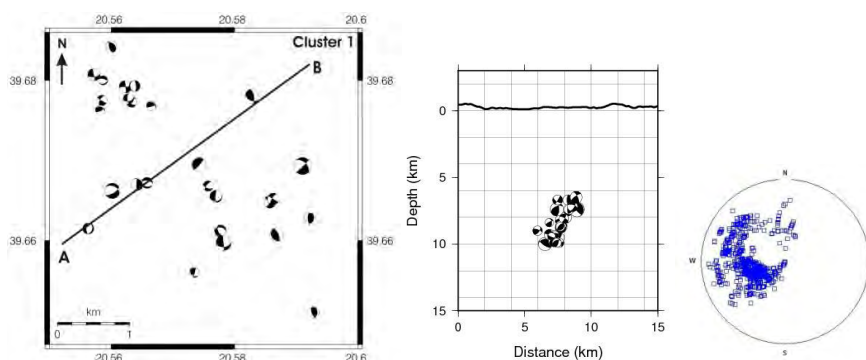 20.56 20.58 20.6
Cluster 1
N
B
39.68 39.68
39.66 39.66
A
km
0 1
20.56 20.58 20.6
0
5
10
15
Depth (km)
0 5 10 15
Distance (km)
N
W
S